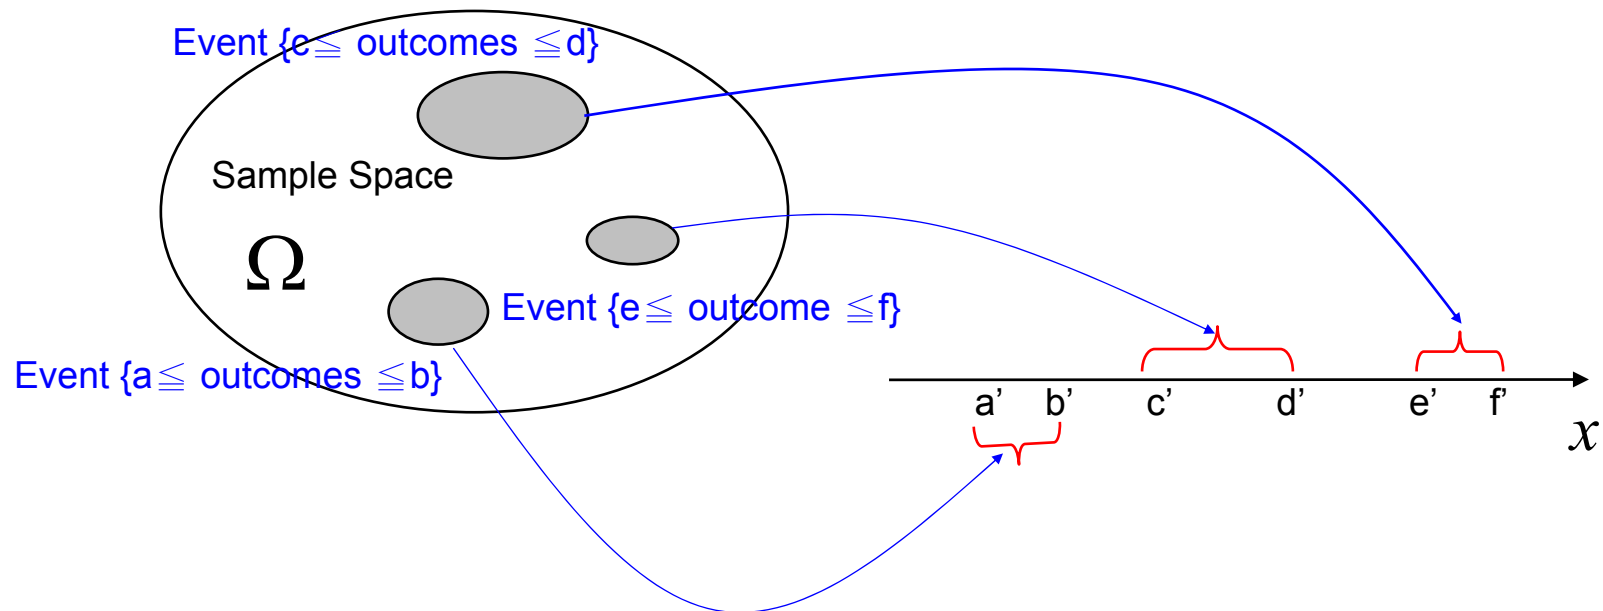 Event {c≦ outcomes ≦d}
Sample Space
Ω
Event {e≦ outcome ≦f}
Event {a≦ outcomes ≦b}
a’ b’ c’ d’ e’ f’
x